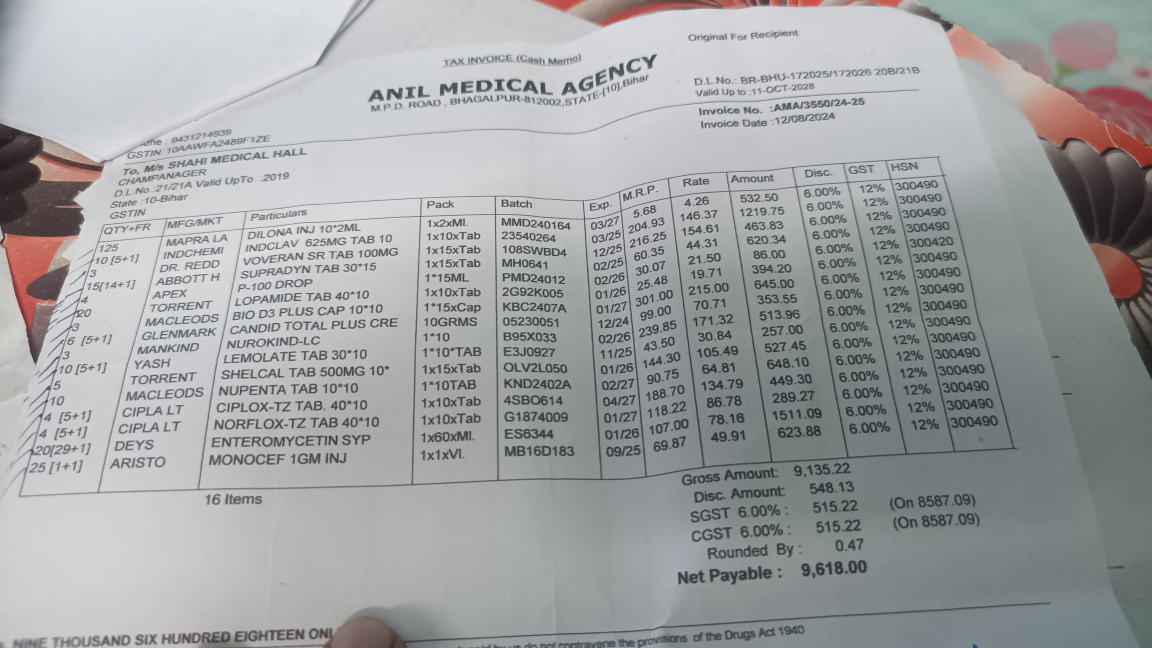 Original For Recipient
TAX INVOICE (Cash Memo)
ANIL MEDICAL AGENCY
M.P.D. ROAD , BHAGALPUR-812002,STATE-[10],Bihar
D.L.No.: BR-BHU-172025/172026 20B/21B
Valid Up to :11-OCT-2028
Invoice No. :AMA/3550/24-25
Invoice Date :12/08/2024
one : 9431214939
GSTIN: 10AAWFA2489F1ZE
To, M/s SHAHI MEDICAL HALL
CHAMPANAGER
D.L.No.:21/21A Valid UpTo :2019
State :10-Bihar
GSTIN
QTY+FR MFG/MKT Particulars Pack Batch Exp. M.R.P. Rate Amount Disc. GST HSN
125 MAPRA LA DILONA INJ 10*2ML 1x2xMl. MMD240164 03/27 5.68 4.26 532.50 6.00% 12% 300490
10 [5+1] INDCHEMI INDCLAV 625MG TAB 10 1x10xTab 23540264 03/25 204.93 146.37 1219.75 6.00% 12% 300490
3 DR. REDD VOVERAN SR TAB 100MG 1x15xTab 108SWBD4 12/25 216.25 154.61 463.83 6.00% 12% 300490
15[14+1] ABBOTT H SUPRADYN TAB 30*15 1x15xTab MH0641 02/25 60.35 44.31 620.34 6.00% 12% 300490
4 APEX P-100 DROP 1*15ML PMD24012 30.07 21.50 86.00 6.00% 12% 300420
20 TORRENT LOPAMIDE TAB 40*10 1x10xTab 2G92K005 01/26 25.48 19.71 394.20 6.00% 12% 300490
3 MACLEODS BIO D3 PLUS CAP 10*10 1*15xCap KBC2407A 01/27 301.00 215.00 645.00 6.00% 12% 300490
6 [5+1] GLENMARK CANDID TOTAL PLUS CRE 10GRMS 05230051 12/24 99.00 70.71 353.55 6.00% 12% 300490
3 MANKIND NUROKIND-LC 1*10 B95X033 02/26 239.85 171.32 513.96 6.00% 12% 300490
10 [5+1] YASH LEMOLATE TAB 30*10 1*10*TAB E3J0927 11/25 43.50 30.84 257.00 6.00% 12% 300490
5 TORRENT SHELCAL TAB 500MG 10* 1x15xTab OLV2L050 01/26 144.30 105.49 527.45 6.00% 12% 300490
10 MACLEODS NUPENTA TAB 10*10 1*10TAB KND2402A 02/27 90.75 64.81 648.10 6.00% 12% 300490
4 [5+1] CIPLA LT CIPLOX-TZ TAB. 40*10 1x10xTab 4SBO614 04/27 188.70 134.79 449.30 6.00% 12% 300490
4 [5+1] CIPLA LT NORFLOX-TZ TAB 40*10 1x10xTab G1874009 01/27 118.22 86.78 289.27 6.00% 12% 300490
20[29+1] DEYS ENTEROMYCETIN SYP 1x60xMl. ES6344 01/26 107.00 78.16 1511.09 6.00% 12% 300490
25 [1+1] ARISTO MONOCEF 1GM INJ 1x1xVl. MB16D183 09/25 69.87 49.91 623.88 6.00% 12% 300490
16 Items
Gross Amount: 9,135.22
Disc. Amount: 548.13
SGST 6.00% : 515.22 (On 8587.09)
CGST 6.00% : 515.22 (On 8587.09)
Rounded By : 0.47
Net Payable : 9,618.00
NINE THOUSAND SIX HUNDRED EIGHTEEN
by us do not contravene the provisions of the Drugs Act 1940